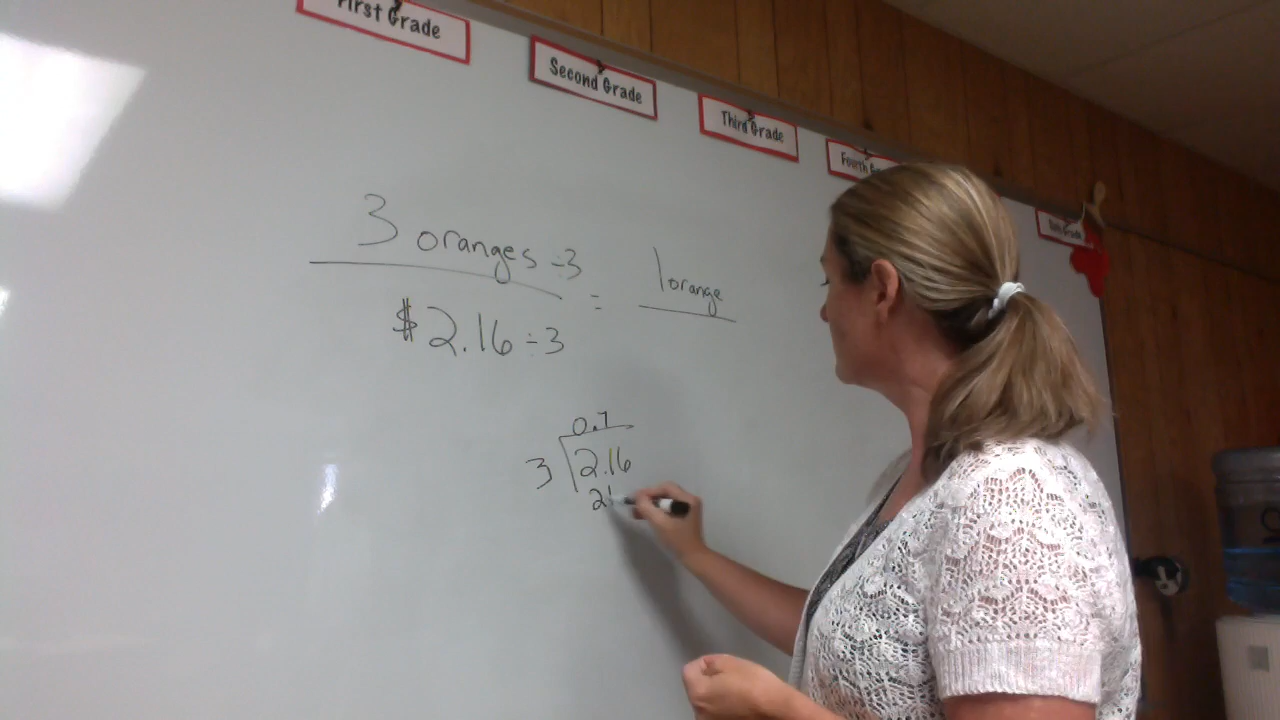 First Grade
Second Grade
Third Grade
Fourth
3 oranges ÷3
$2.16 ÷3
=
1 orange
0.7
3 2.16
21